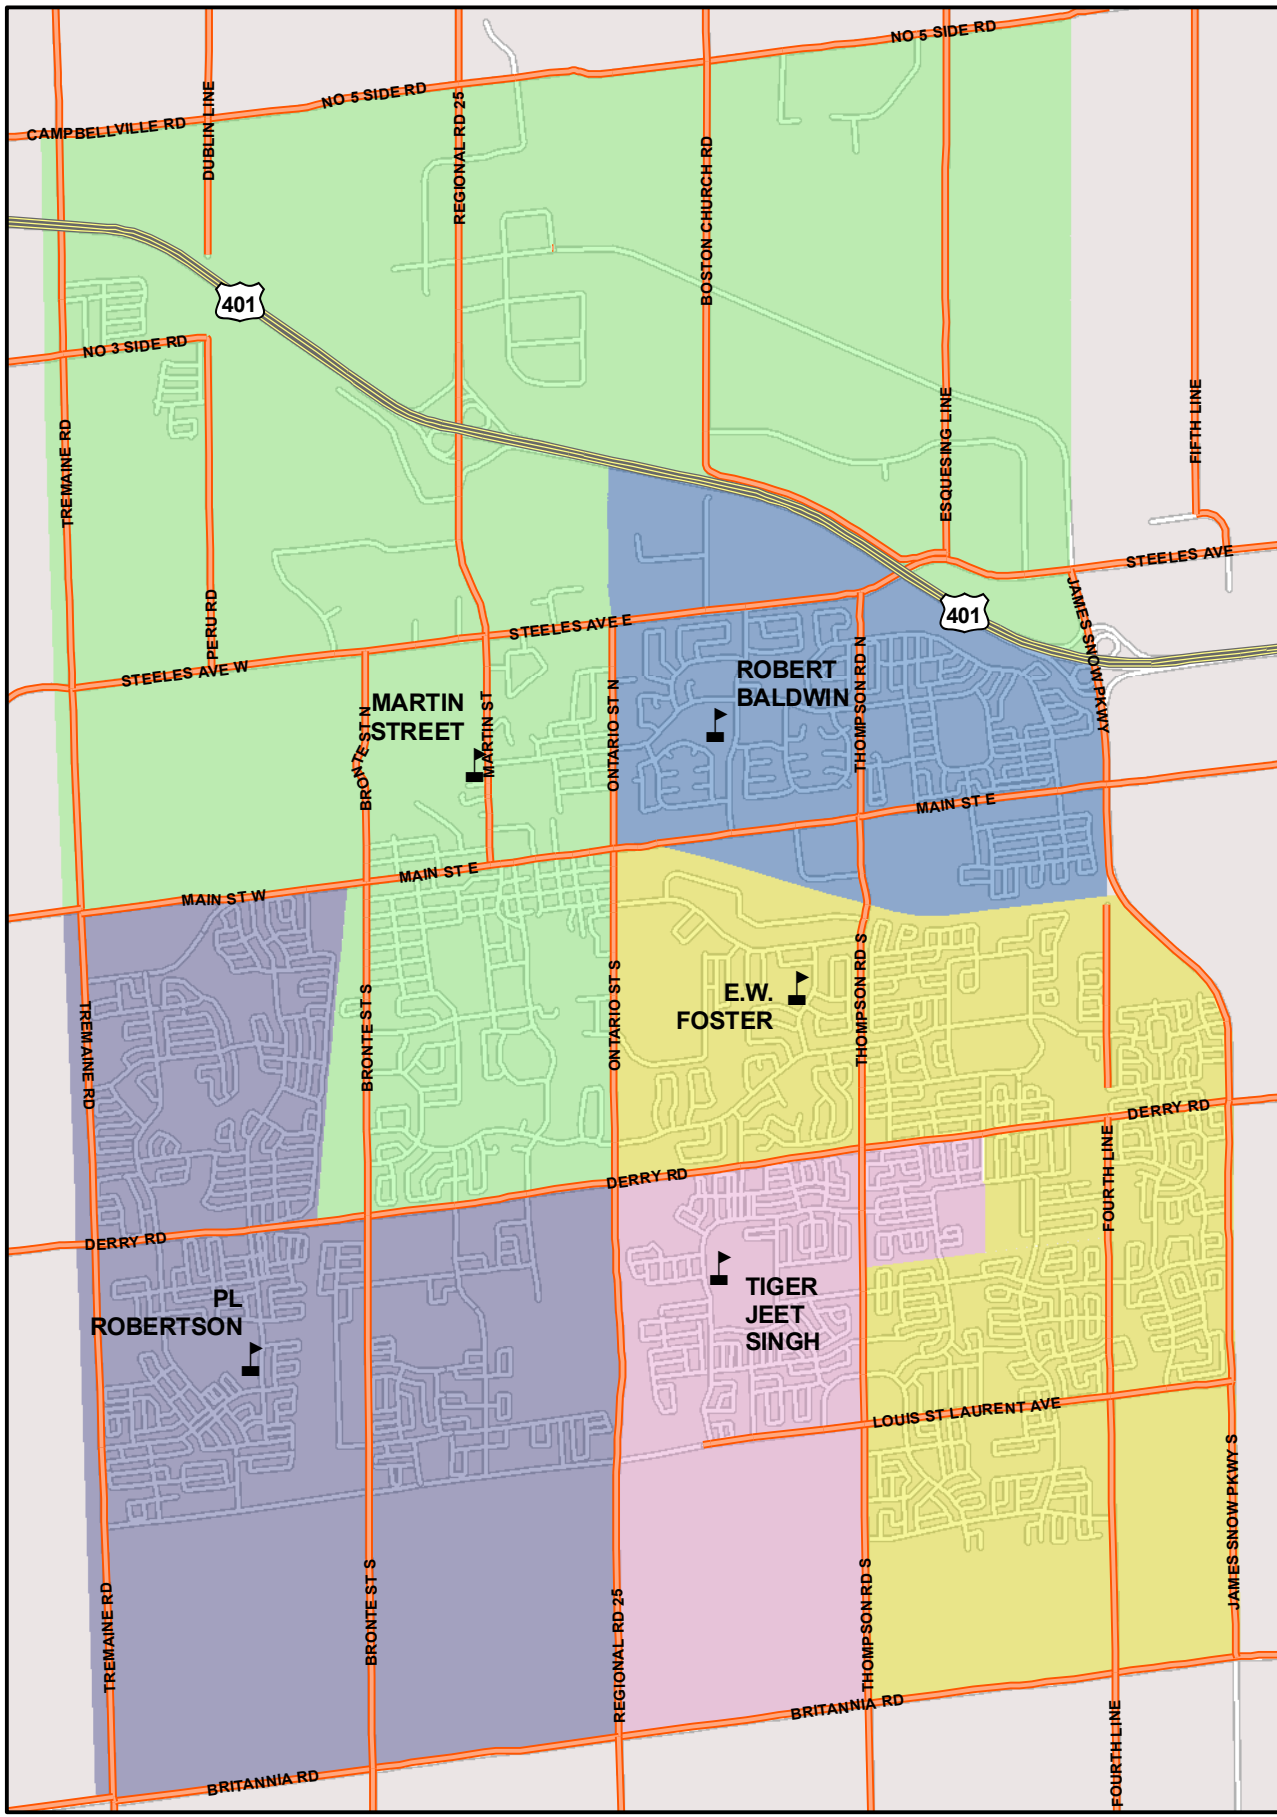 NO 5 SIDE RD
NO 5 SIDE RD
CAMPBELLVILLE RD
DUBLIN LINE
REGIONAL RD 25
BOSTON CHURCH RD
401
NO 3 SIDE RD
TREMAINE RD
ESQUESING LINE
FIFTH LINE
STEELES AVE
401
JAMES SNOW PKWY
PERU RD
STEELES AVE E
STEELES AVE W
ROBERT
BALDWIN
MARTIN
STREET
BRONTE ST N
MARTIN ST
ONTARIO ST N
THOMPSON RD N
MAIN ST E
MAIN ST E
MAIN ST W
E.W.
FOSTER
TREMAINE RD
BRONTE ST S
ONTARIO ST S
THOMPSON RD S
DERRY RD
DERRY RD
DERRY RD
FOURTH LINE
PL
ROBERTSON
TIGER
JEET
SINGH
LOUIS ST LAURENT AVE
TREMAINE RD
BRONTE ST S
REGIONAL RD 25
THOMPSON RD S
JAMES SNOW PKWY S
BRITANNIA RD
BRITANNIA RD
FOURTH LINE